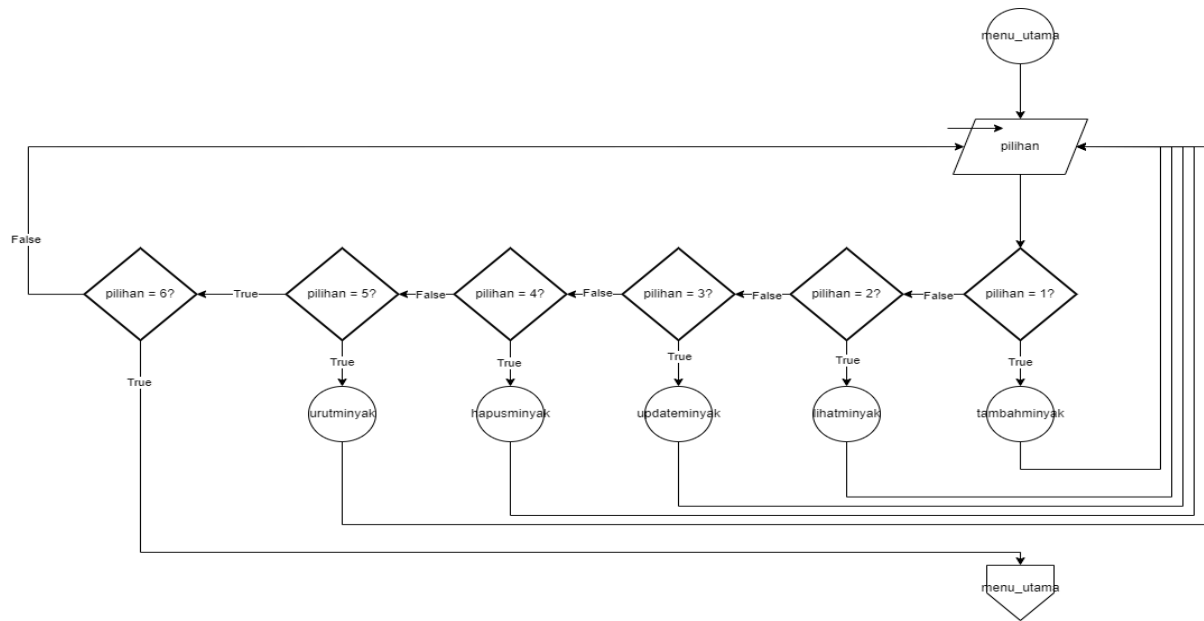 menu_utama
pilihan
False
pilihan = 6?
True
pilihan = 5?
False
pilihan = 4?
False
pilihan = 3?
False
pilihan = 2?
False
pilihan = 1?
True
True
True
True
True
True
urutminyak
hapusminyak
updateminyak
lihatminyak
tambahminyak
menu_utama